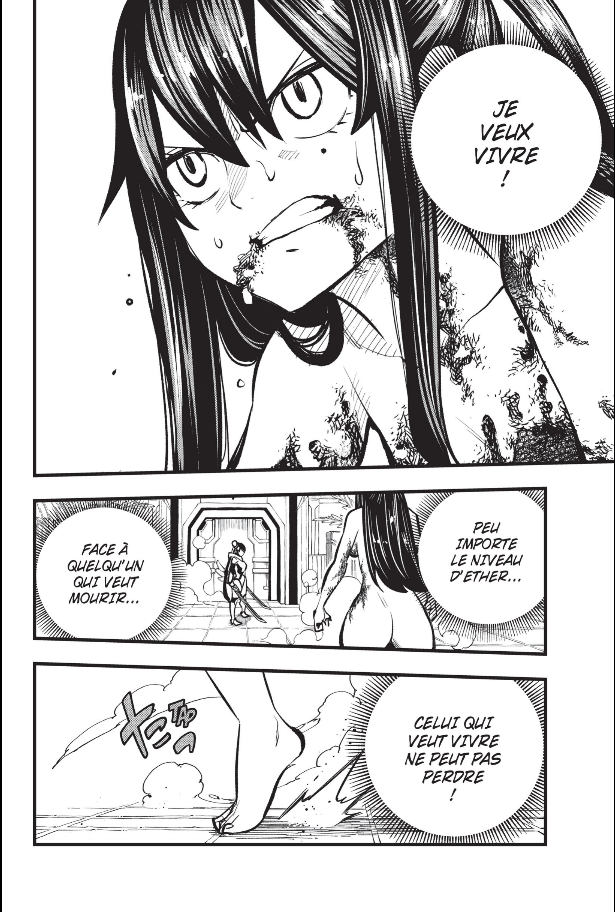 JE
VEUX
VIVRE
!
PEU
IMPORTE
LE NIVEAU
D'ETHER...
FACE À
QUELQU'UN
QUI VEUT
MOURIR...
CELUI QUI
VEUT VIVRE
NE PEUT PAS
PERDRE
!
TAP